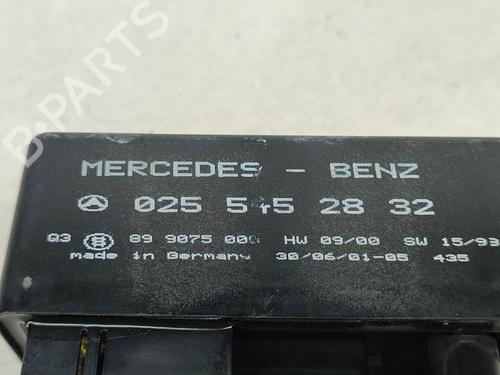 B-PARTS
MERCEDES - BENZ
025 545 28 32
Q3 89 9075 000 HW 09/00 SW 15/99
made in Germany 30/06/01-05 435